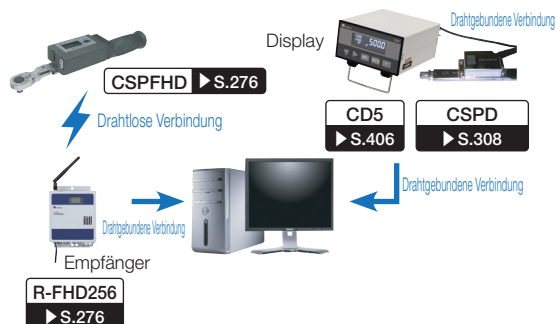 Drahtgebundene Verbindung
Display
CSPFHD ▶ S.276
CD5
▶ S.406
CSPD
▶ S.308
Drahtlose Verbindung
Drahtgebundene Verbindung
Drahtgebundene Verbindung
Empfänger
R-FHD256
▶ S.276